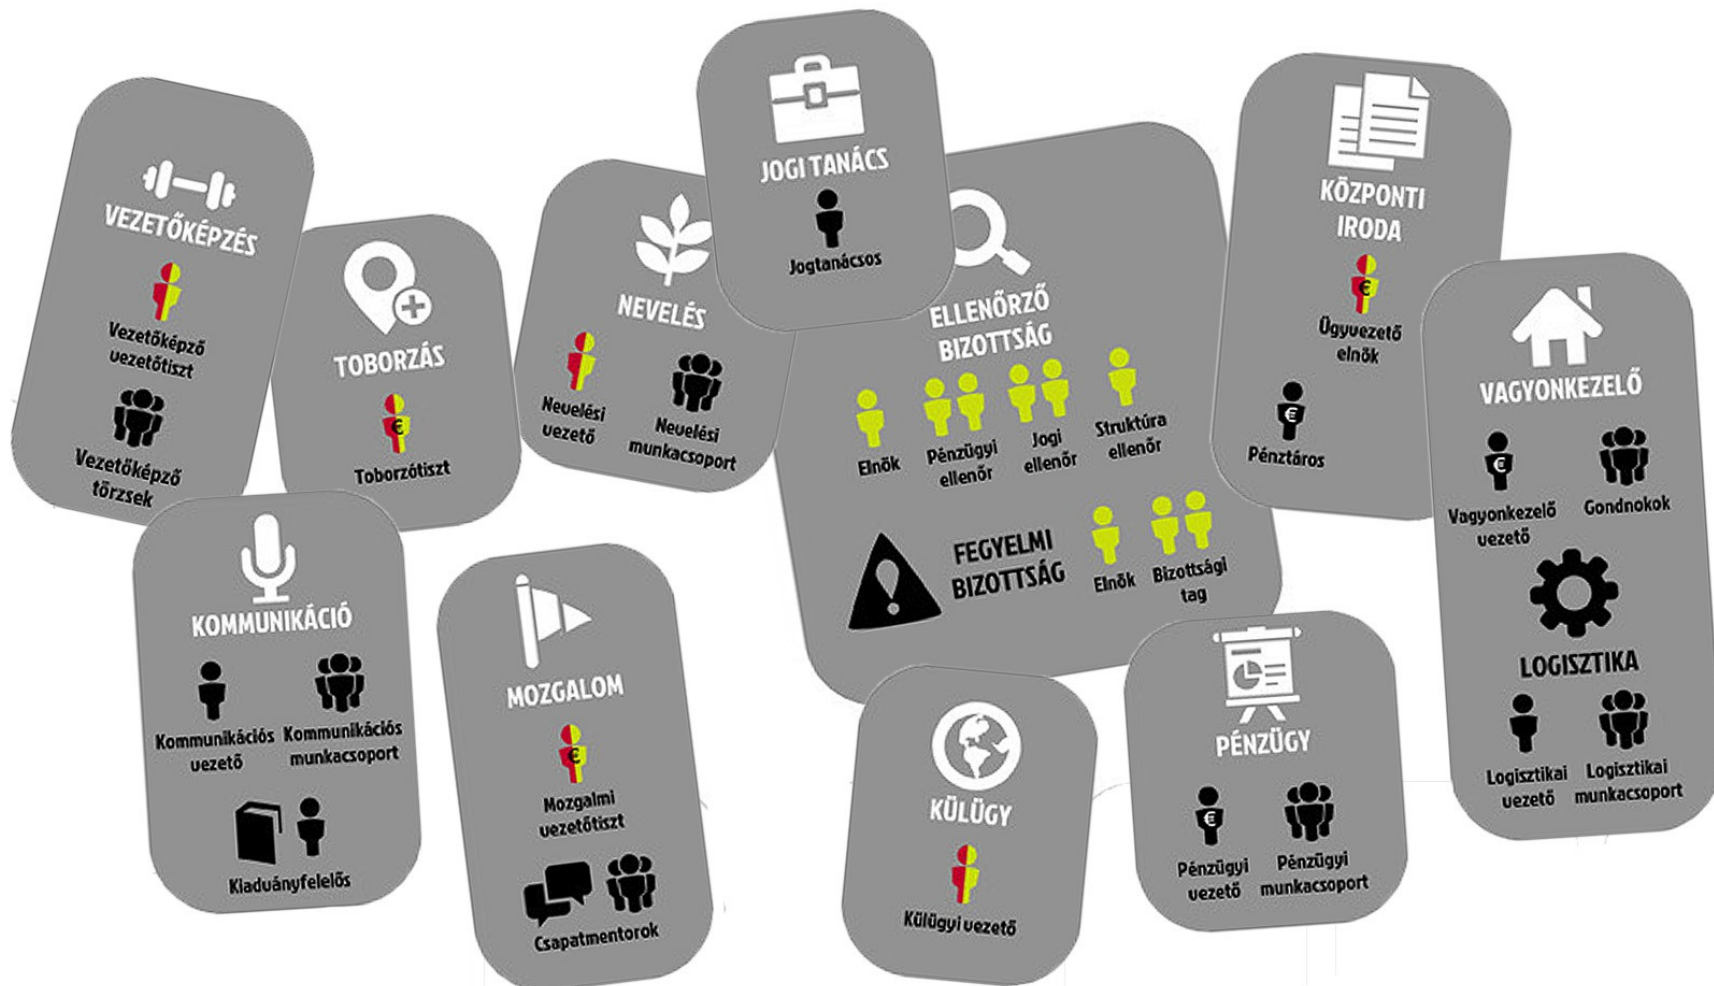 VEZETŐKÉPZÉS
Vezetőképző
vezetőtiszt
Vezetőképző
törzsek
TOBORZÁS
€
Toborzótiszt
NEVELÉS
Nevelési
vezető
Nevelési
munkacsoport
JOGI TANÁCS
Jogtanácsos
ELLENŐRZŐ
BIZOTTSÁG
Elnök
Pénzügyi
ellenőr
Jogi
ellenőr
Struktúra
ellenőr
FEGYELMI
BIZOTTSÁG
Elnök
Bizottsági
tag
KÖZPONTI
IRODA
€
Ügyvezető
elnök
€
Pénztáros
VAGYONKEZELŐ
€
Vagyonkezelő
vezető
Gondnokok
LOGISZTIKA
Logisztikai
vezető
Logisztikai
munkacsoport
KOMMUNIKÁCIÓ
Kommunikációs
vezető
Kommunikációs
munkacsoport
Kiadványfelelős
MOZGALOM
€
Mozgalmi
vezetőtiszt
Csapatmentorok
KÜLÜGY
Külügyi vezető
PÉNZÜGY
€
Pénzügyi
vezető
Pénzügyi
munkacsoport